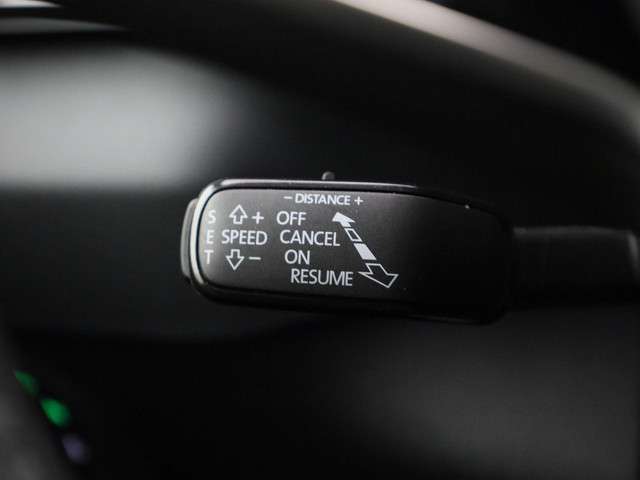 - DISTANCE +
S + OFF
E SPEED CANCEL
T - ON
RESUME